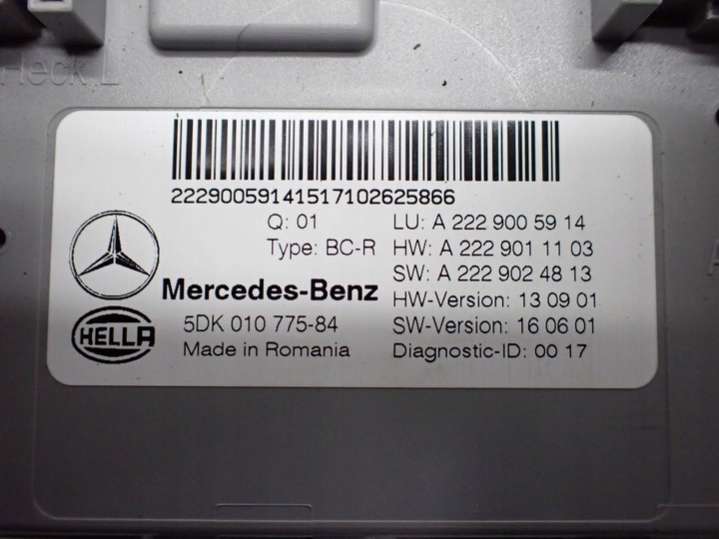 Heck.L
22290059141517102625866
Q: 01
Type: BC-R
Mercedes-Benz
HELLA
5DK 010 775-84
Made in Romania
LU: A 222 900 59 14
HW: A 222 901 11 03
SW: A 222 902 48 13
HW-Version: 13 09 01
SW-Version: 16 06 01
Diagnostic-ID: 00 17